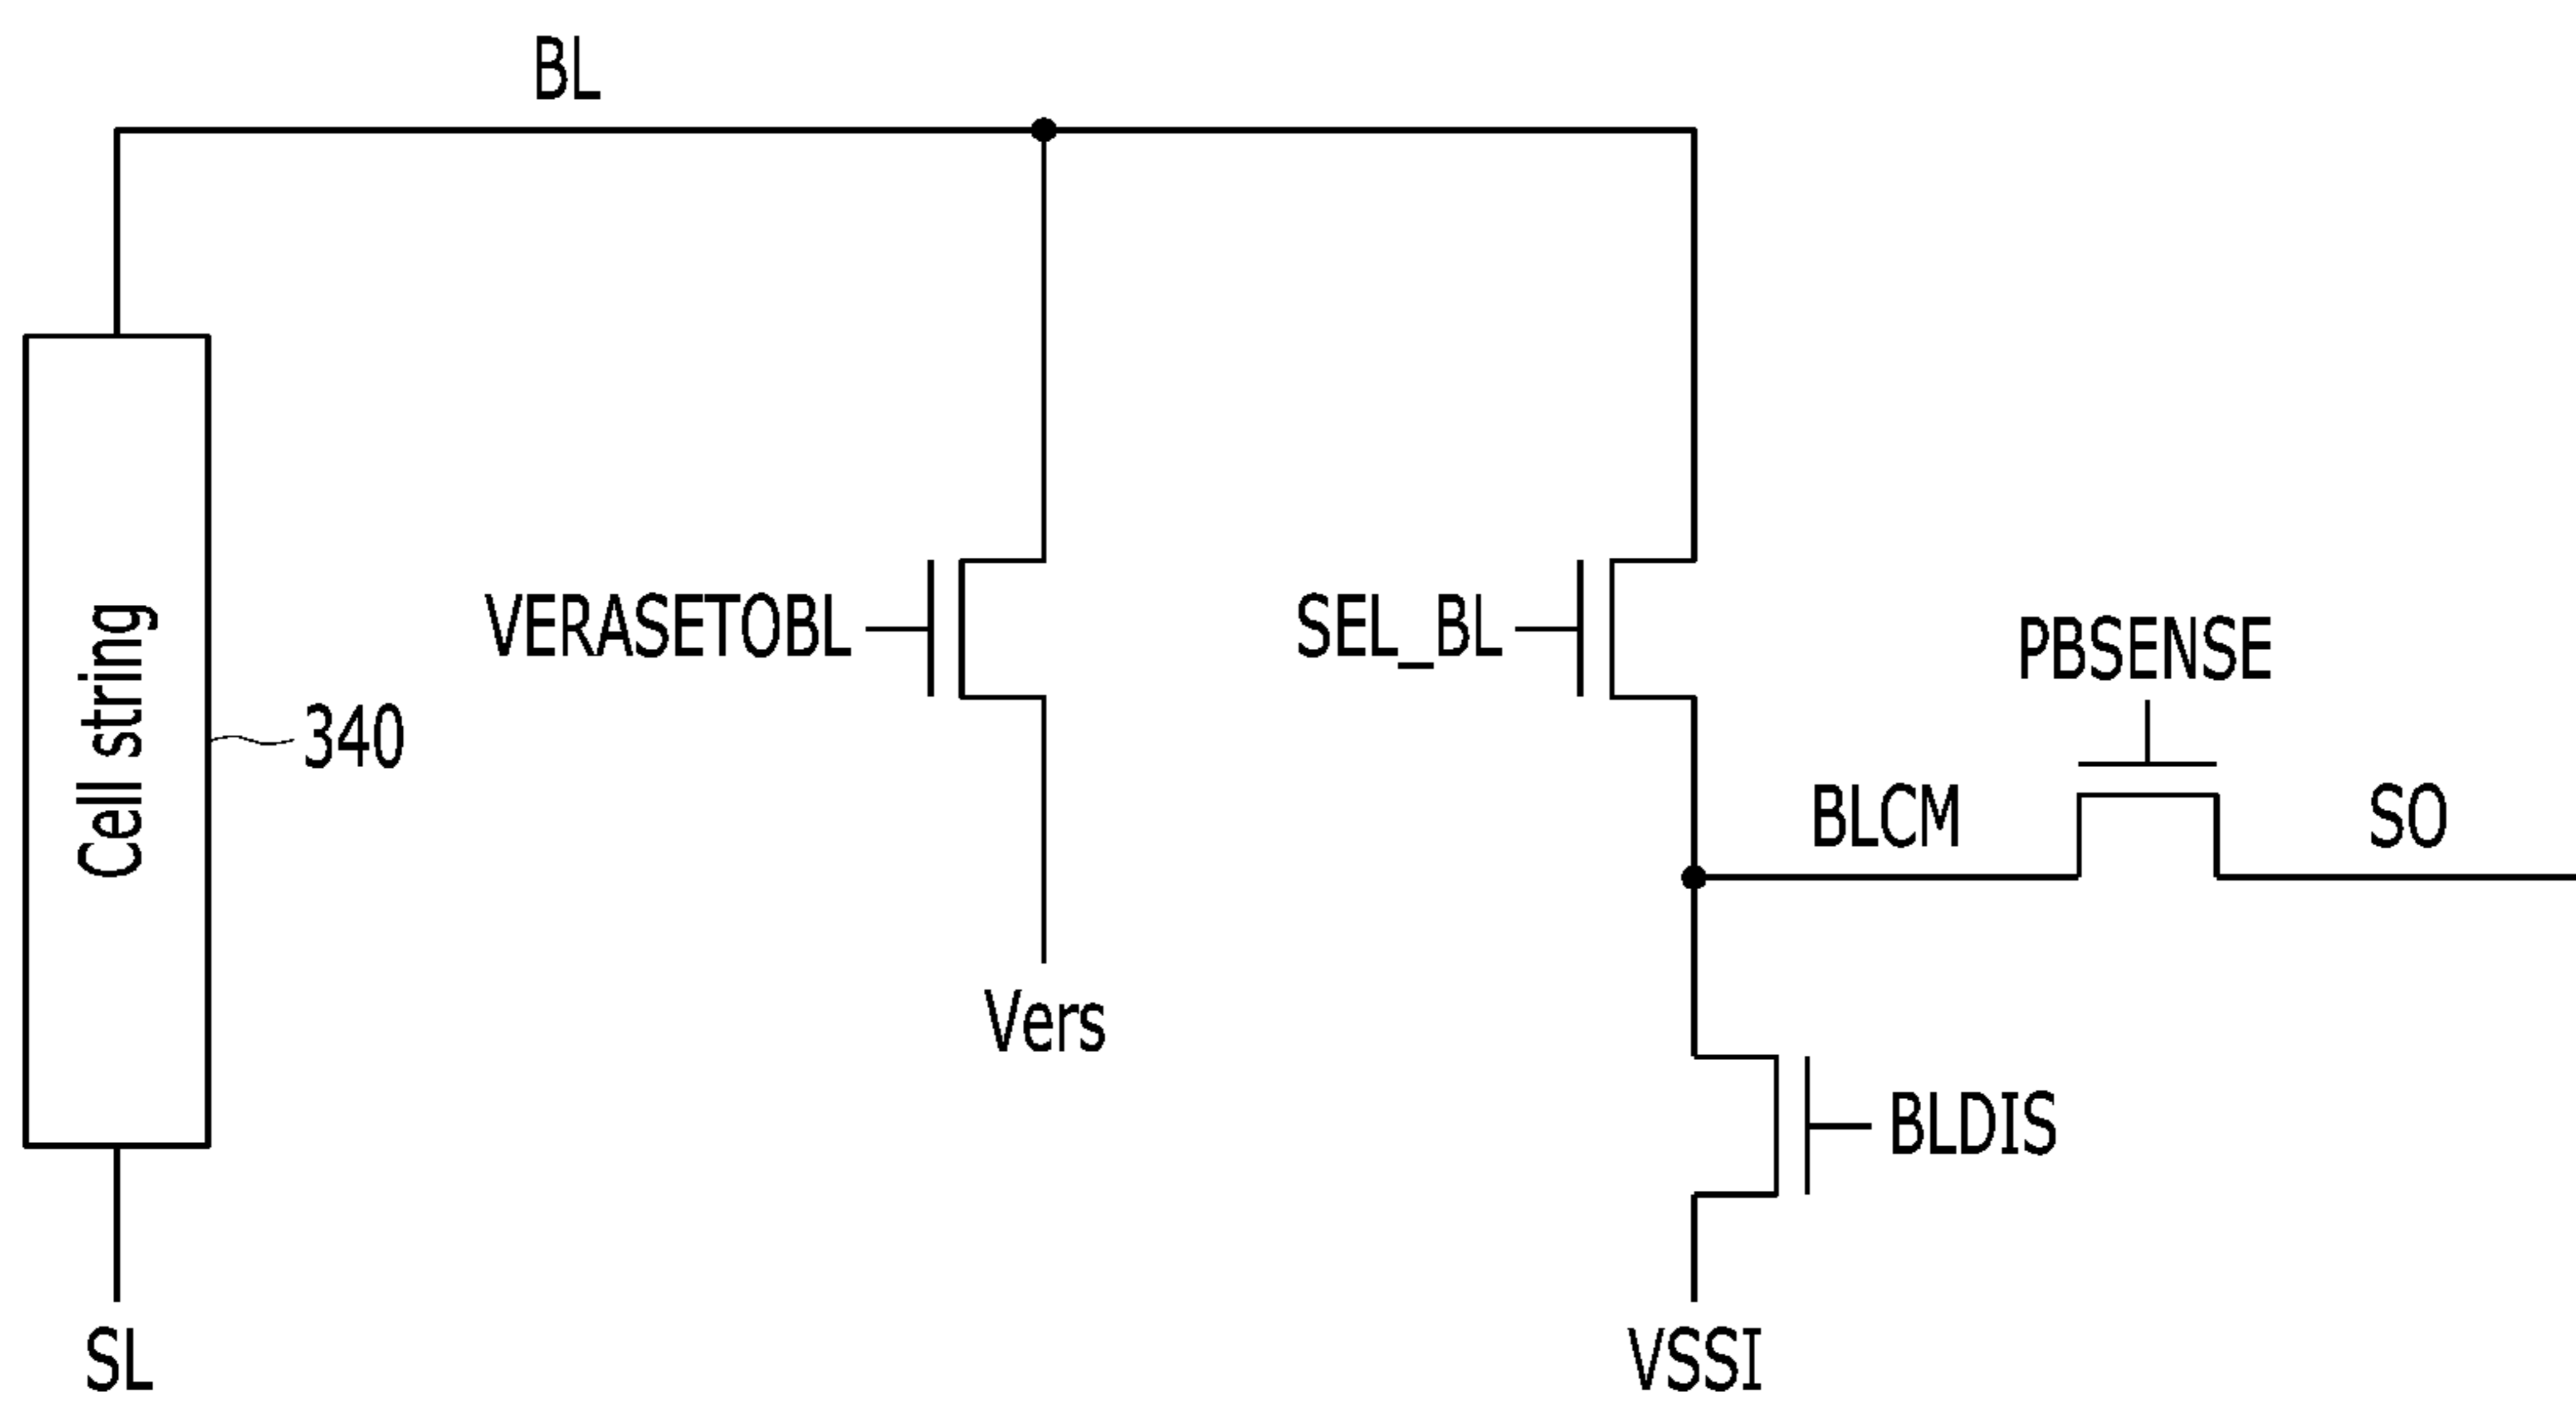 BL
VERASETOBL
SEL_BL
PBSENSE
Cell string
340
BLCM
SO
Vers
BLDIS
SL
VSSI